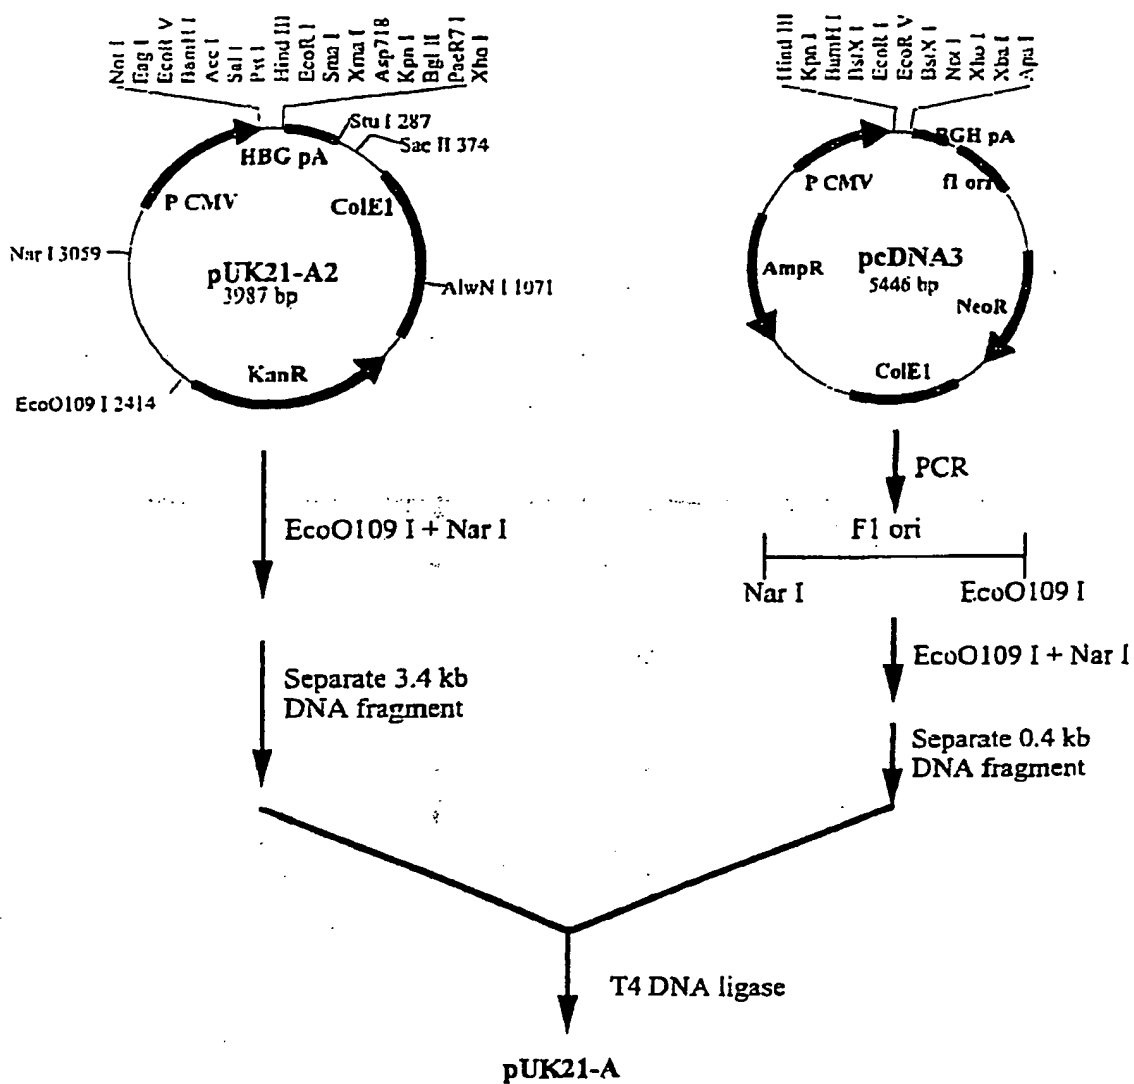 Not I
Eag I
EcoR V
BamH I
Acc I
Sal I
Pst I
Hind III
EcoR I
Sma I
Xma I
Asp718
Kpn I
Bgl II
PaeR7 I
Xho I
Stu I 287
Sac II 374
HBG pA
P CMV
ColE1
Nar I 3059
pUK21-A2
3987 bp
AlwN I 1071
KanR
EcoO109 I 2414
Hind III
Kpn I
BamH I
BstX I
EcoR I
EcoR V
BstX I
Not I
Xho I
Xba I
Apa I
BGH pA
P CMV
f1 ori
AmpR
pcDNA3
5446 bp
NeoR
ColE1
EcoO109 I + Nar I
Separate 3.4 kb
DNA fragment
PCR
F1 ori
Nar I
EcoO109 I
EcoO109 I + Nar I
Separate 0.4 kb
DNA fragment
T4 DNA ligase
pUK21-A